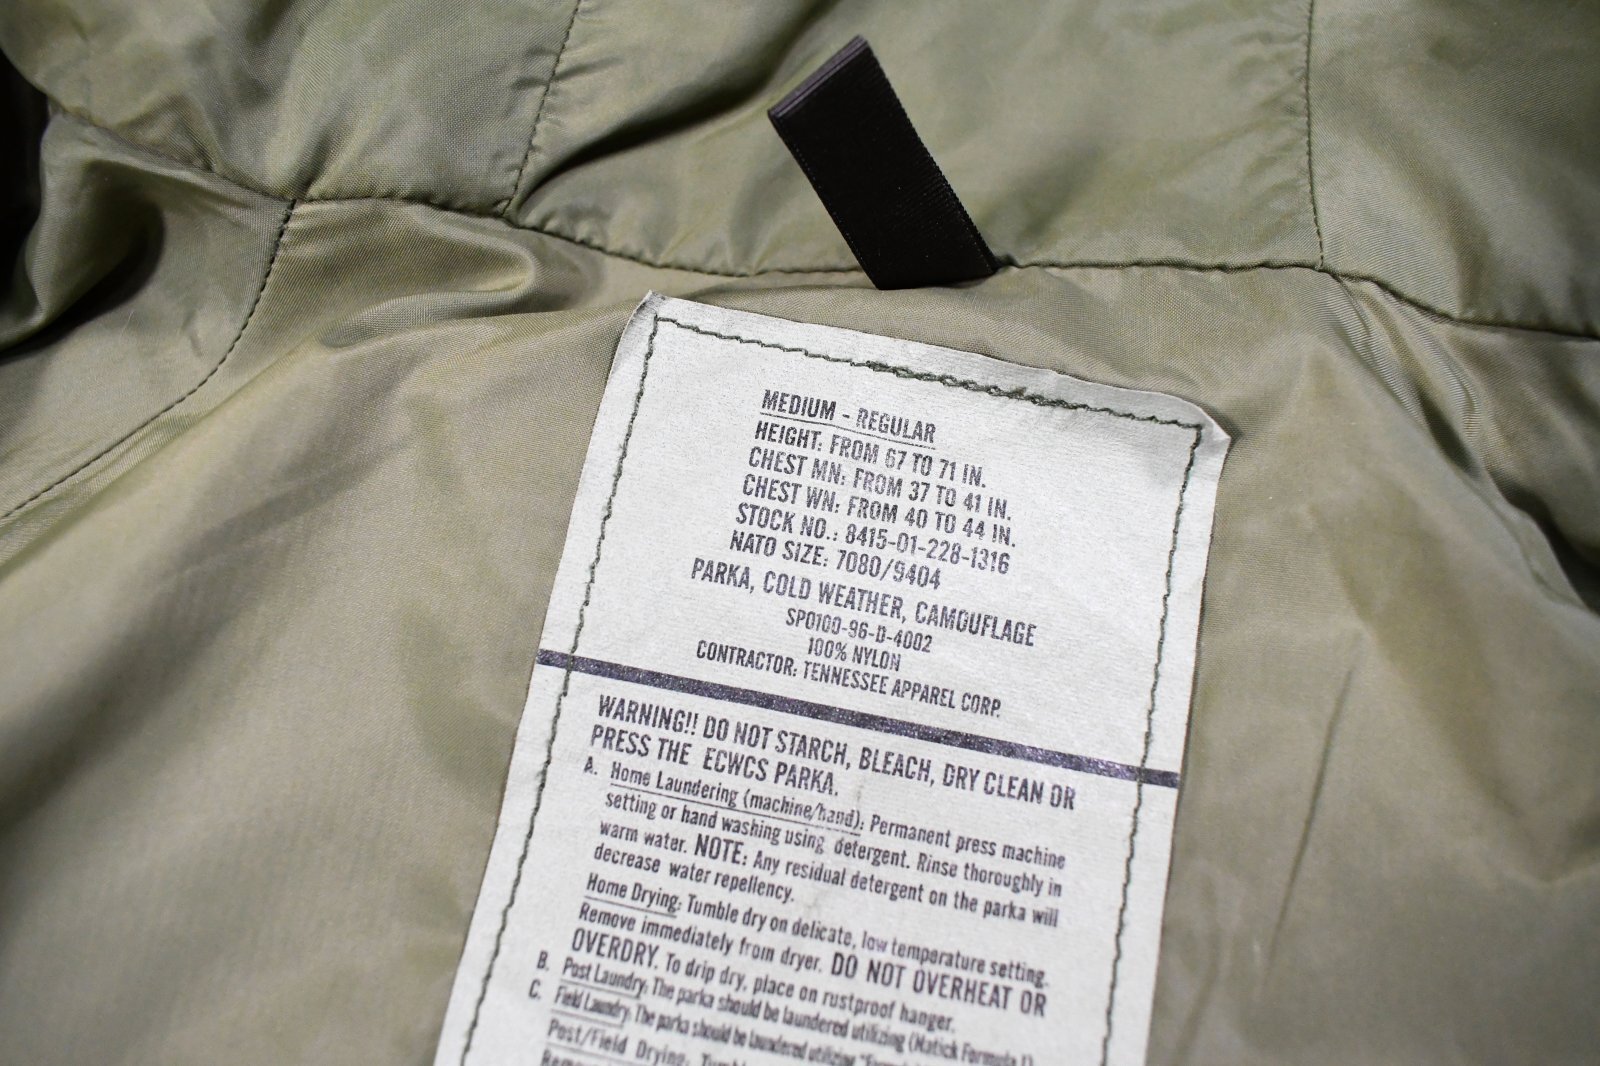 MEDIUM - REGULAR
HEIGHT: FROM 67 TO 71 IN.
CHEST MN: FROM 37 TO 41 IN.
CHEST WN: FROM 40 TO 44 IN.
STOCK NO.: 8415-01-228-1316
NATO SIZE: 7080/9404
PARKA, COLD WEATHER, CAMOUFLAGE
SPO100-96-D-4002
100% NYLON
CONTRACTOR: TENNESSEE APPAREL CORP.
WARNING!! DO NOT STARCH, BLEACH, DRY CLEAN OR
PRESS THE ECWCS PARKA.
A. Home Laundering (machine/hand): Permanent press machine
setting or hand washing using detergent. Rinse thoroughly in
warm water. NOTE: Any residual detergent on the parka will
decrease water repellency.
Home Drying: Tumble dry on delicate, low temperature setting.
Remove immediately from dryer. DO NOT OVERHEAT OR
OVERDRY. To drip dry, place on rustproof hanger.
B. Post Laundry: The parka should be laundered utilizing (Natick Formula I)
C. Field Laundry: The parka should be laundered utilizing
Post/Field Drying: